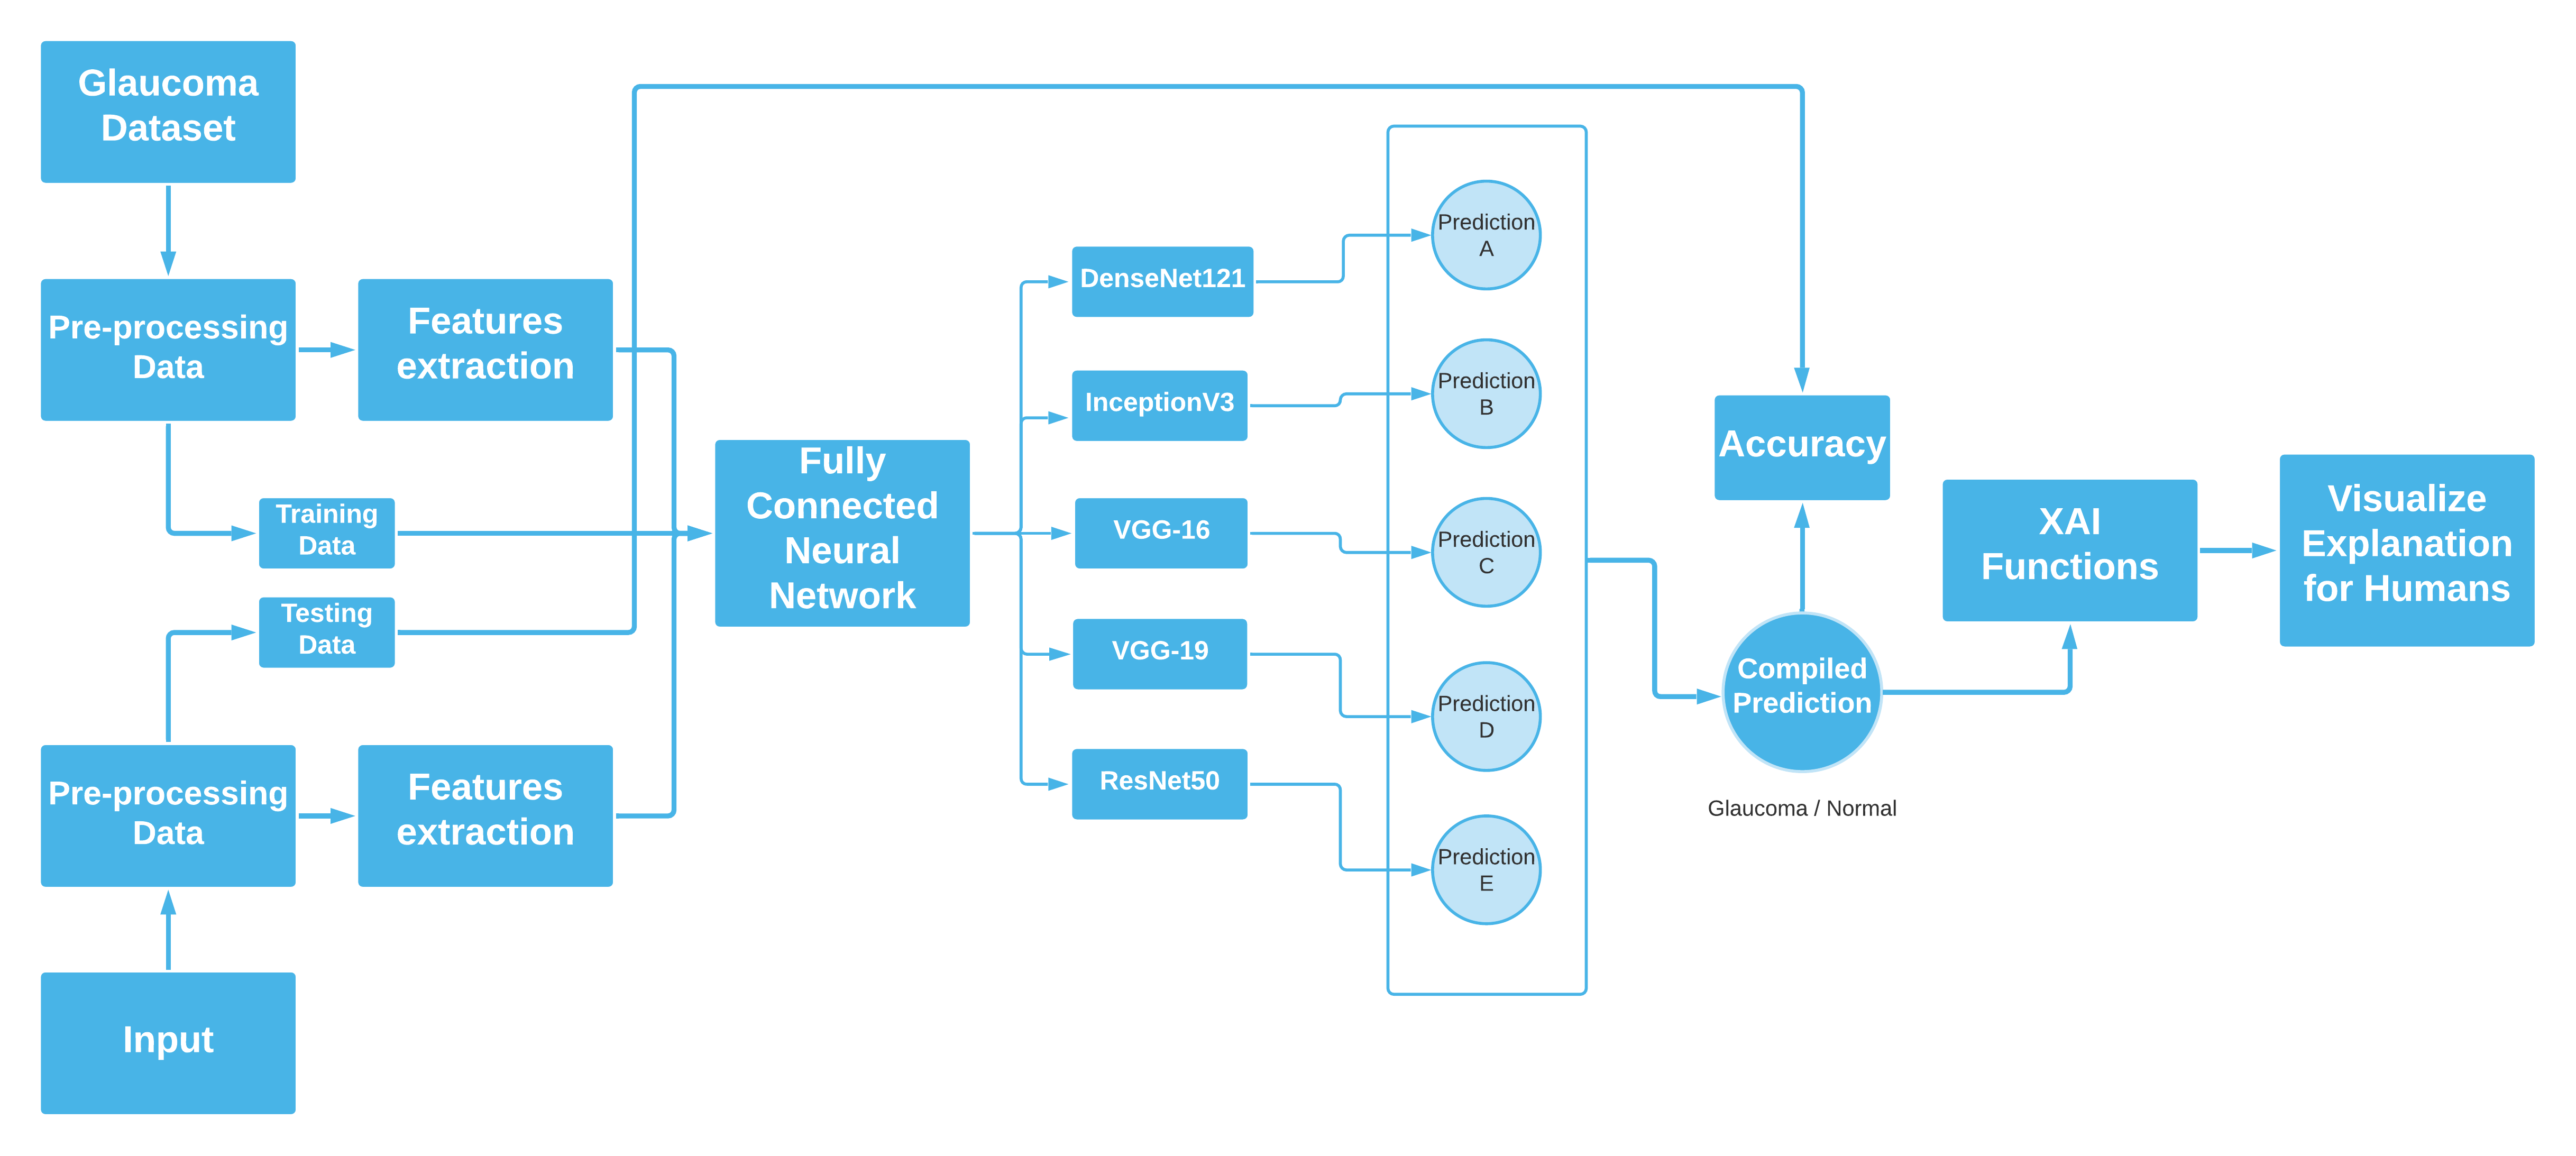 Glaucoma
Dataset
Pre-processing
Data
Features
extraction
Training
Data
Testing
Data
Pre-processing
Data
Features
extraction
Input
Fully
Connected
Neural
Network
DenseNet121
InceptionV3
VGG-16
VGG-19
ResNet50
Prediction
A
Prediction
B
Prediction
C
Prediction
D
Prediction
E
Accuracy
Compiled
Prediction
Glaucoma / Normal
XAI
Functions
Visualize
Explanation
for Humans